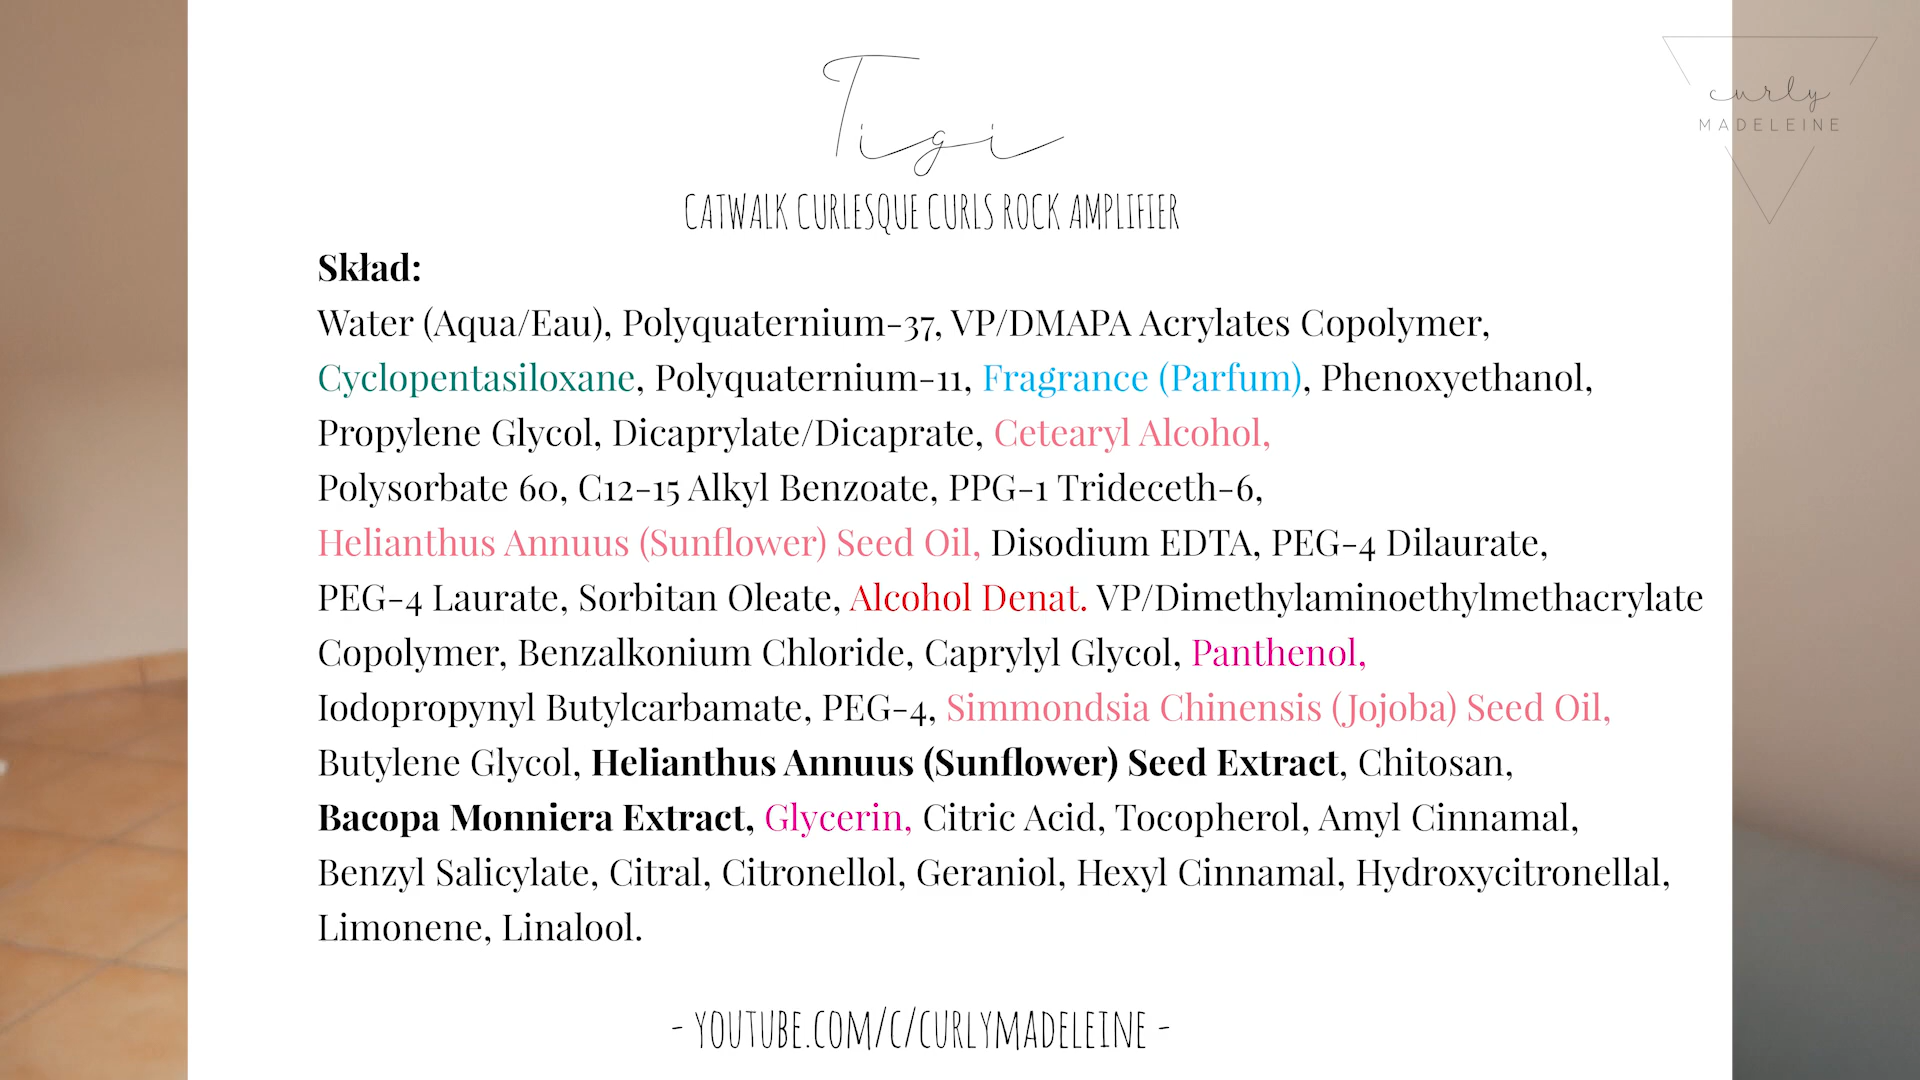 Tigi
curly
MADELEINE
CATWALK CURLESQUE CURLS ROCK AMPLIFIER
Skład:
Water (Aqua/Eau), Polyquaternium-37, VP/DMAPA Acrylates Copolymer,
Cyclopentasiloxane, Polyquaternium-11, Fragrance (Parfum), Phenoxyethanol,
Propylene Glycol, Dicaprylate/Dicaprate, Cetearyl Alcohol,
Polysorbate 60, C12-15 Alkyl Benzoate, PPG-1 Trideceth-6,
Helianthus Annuus (Sunflower) Seed Oil, Disodium EDTA, PEG-4 Dilaurate,
PEG-4 Laurate, Sorbitan Oleate, Alcohol Denat. VP/Dimethylaminoethylmethacrylate
Copolymer, Benzalkonium Chloride, Caprylyl Glycol, Panthenol,
Iodopropynyl Butylcarbamate, PEG-4, Simmondsia Chinensis (Jojoba) Seed Oil,
Butylene Glycol, Helianthus Annuus (Sunflower) Seed Extract, Chitosan,
Bacopa Monniera Extract, Glycerin, Citric Acid, Tocopherol, Amyl Cinnamal,
Benzyl Salicylate, Citral, Citronellol, Geraniol, Hexyl Cinnamal, Hydroxycitronellal,
Limonene, Linalool.
- YOUTUBE.COM/C/CURLYMADELEINE -